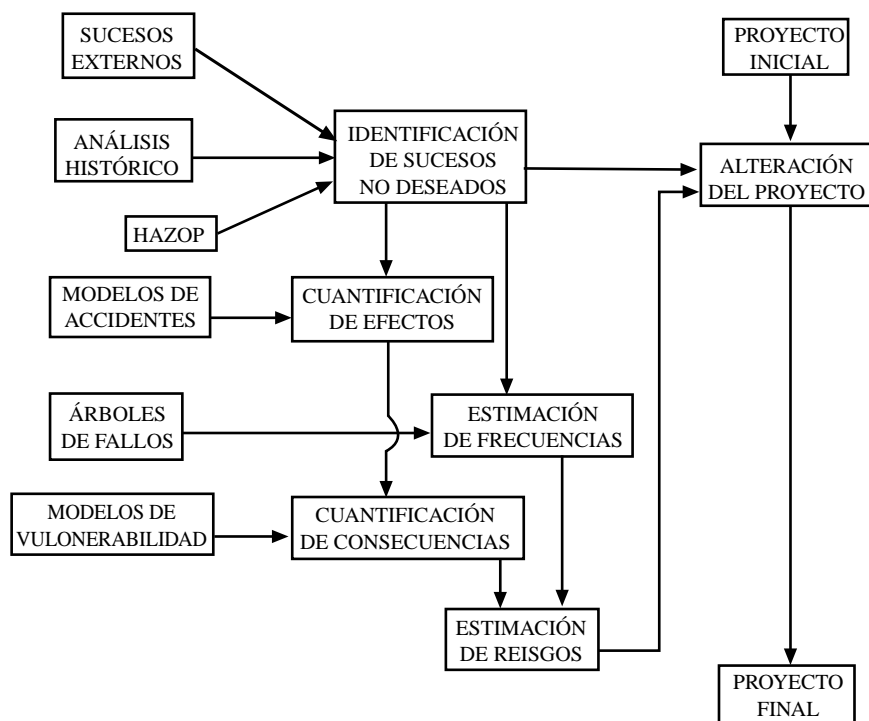 SUCESOS
EXTERNOS
PROYECTO
INICIAL
ANÁLISIS
HISTÓRICO
IDENTIFICACIÓN
DE SUCESOS
NO DESEADOS
ALTERACIÓN
DEL PROYECTO
HAZOP
MODELOS DE
ACCIDENTES
CUANTIFICACIÓN
DE EFECTOS
ÁRBOLES
DE FALLOS
ESTIMACIÓN
DE FRECUENCIAS
MODELOS DE
VULONERABILIDAD
CUANTIFICACIÓN
DE CONSECUENCIAS
ESTIMACIÓN
DE REISGOS
PROYECTO
FINAL